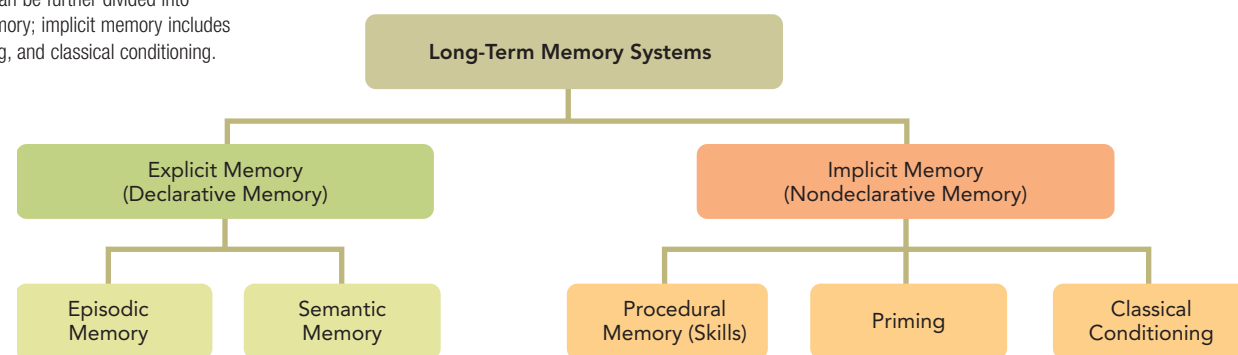 an be further divided into
mory; implicit memory includes
g, and classical conditioning.
Long-Term Memory Systems
Explicit Memory
(Declarative Memory)
Implicit Memory
(Nondeclarative Memory)
Episodic
Memory
Semantic
Memory
Procedural
Memory (Skills)
Priming
Classical
Conditioning